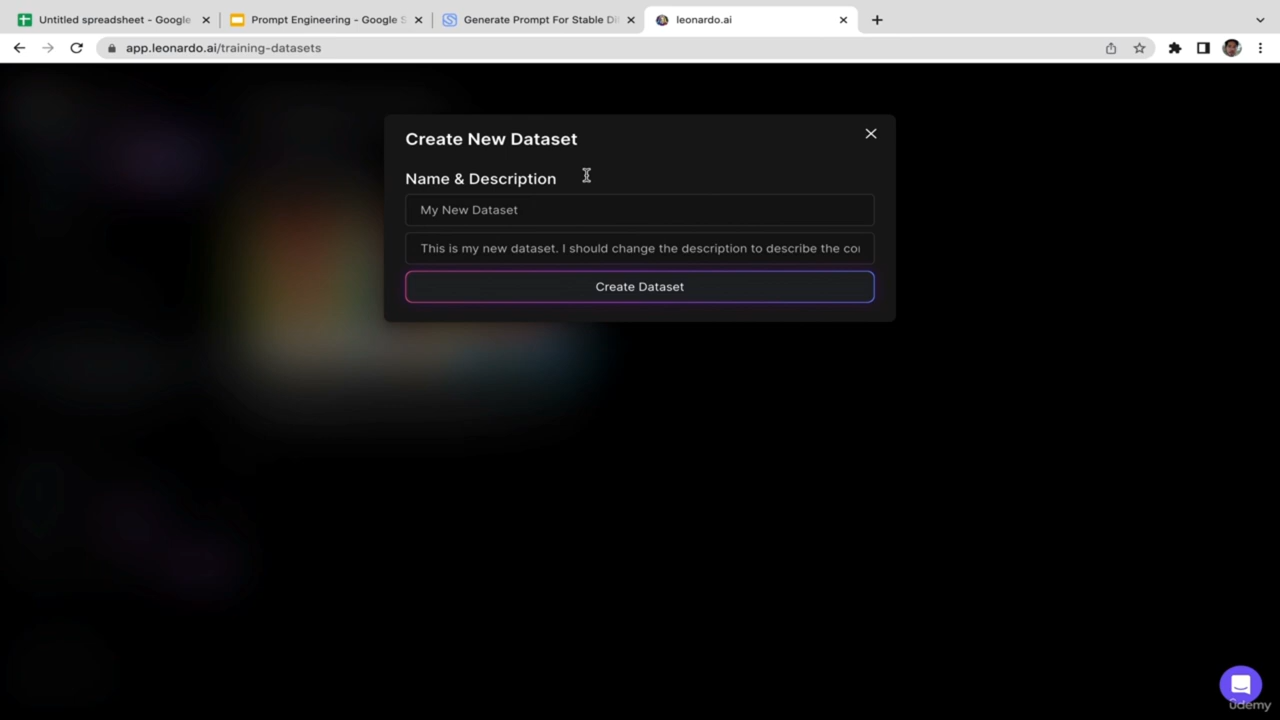 Untitled spreadsheet - Google
Prompt Engineering - Google S
Generate Prompt For Stable Di
leonardo.ai
app.leonardo.ai/training-datasets
Create New Dataset
Name & Description
My New Dataset
This is my new dataset. I should change the description to describe the co
Create Dataset
ûdemy